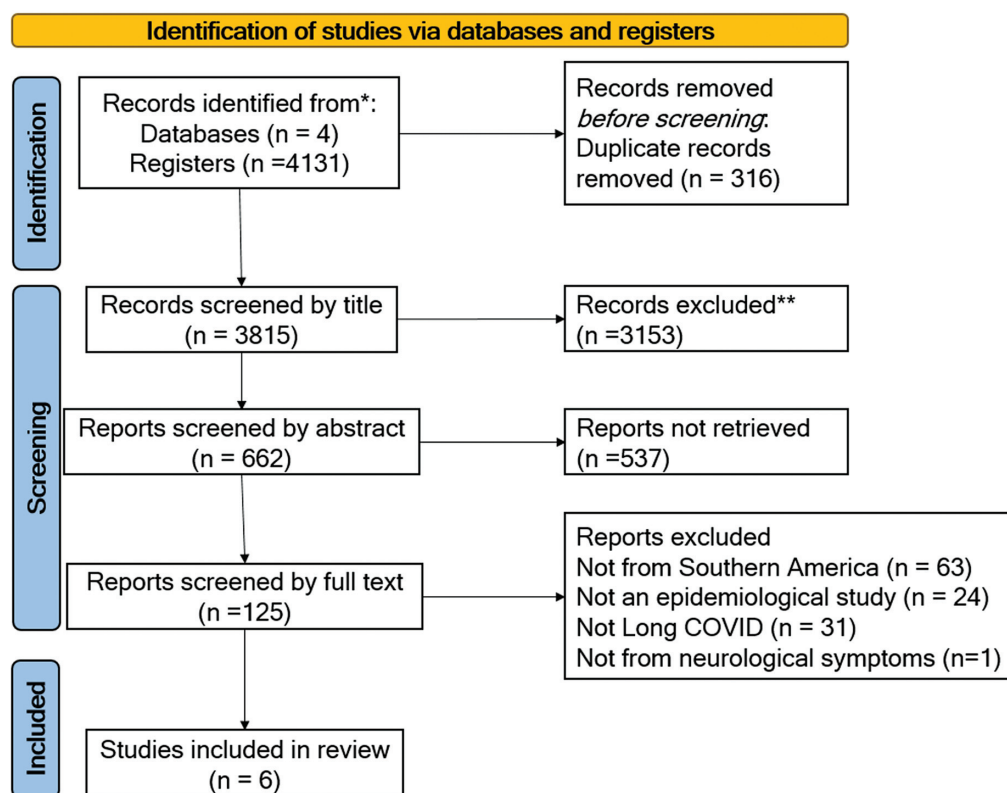 Identification of studies via databases and registers
Identification
Records identified from*:
Databases (n = 4)
Registers (n =4131)
Records removed
before screening:
Duplicate records
removed (n = 316)
Screening
Records screened by title
(n = 3815)
Records excluded**
(n =3153)
Reports screened by abstract
(n = 662)
Reports not retrieved
(n =537)
Reports screened by full text
(n =125)
Reports excluded
Not from Southern America (n = 63)
Not an epidemiological study (n = 24)
Not Long COVID (n = 31)
Not from neurological symptoms (n=1)
Included
Studies included in review
(n = 6)